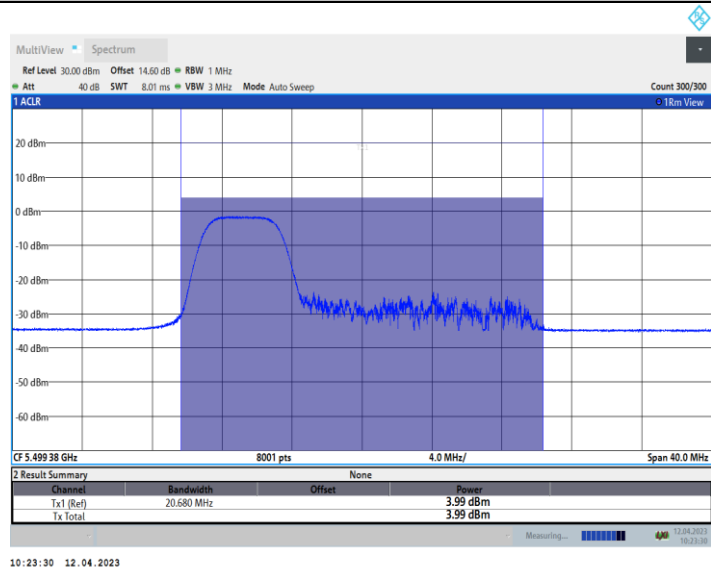 MultiView Spectrum
Ref Level 30.00 dBm Offset 14.60 dB RBW 1 MHz
Att 40 dB SWT 8.01 ms VBW 3 MHz Mode Auto Sweep Count 300/300
1 ACLR 1Rm View
20 dBm
10 dBm
0 dBm
-10 dBm
-20 dBm
-30 dBm
-40 dBm
-50 dBm
-60 dBm
CF 5.499 38 GHz 8001 pts 4.0 MHz/ Span 40.0 MHz
2 Result Summary None
Channel Bandwidth Offset Power
Tx1 (Ref) 20.680 MHz 3.99 dBm
Tx Total 3.99 dBm
Measuring... 12.04.2023
10:23:30
10:23:30 12.04.2023